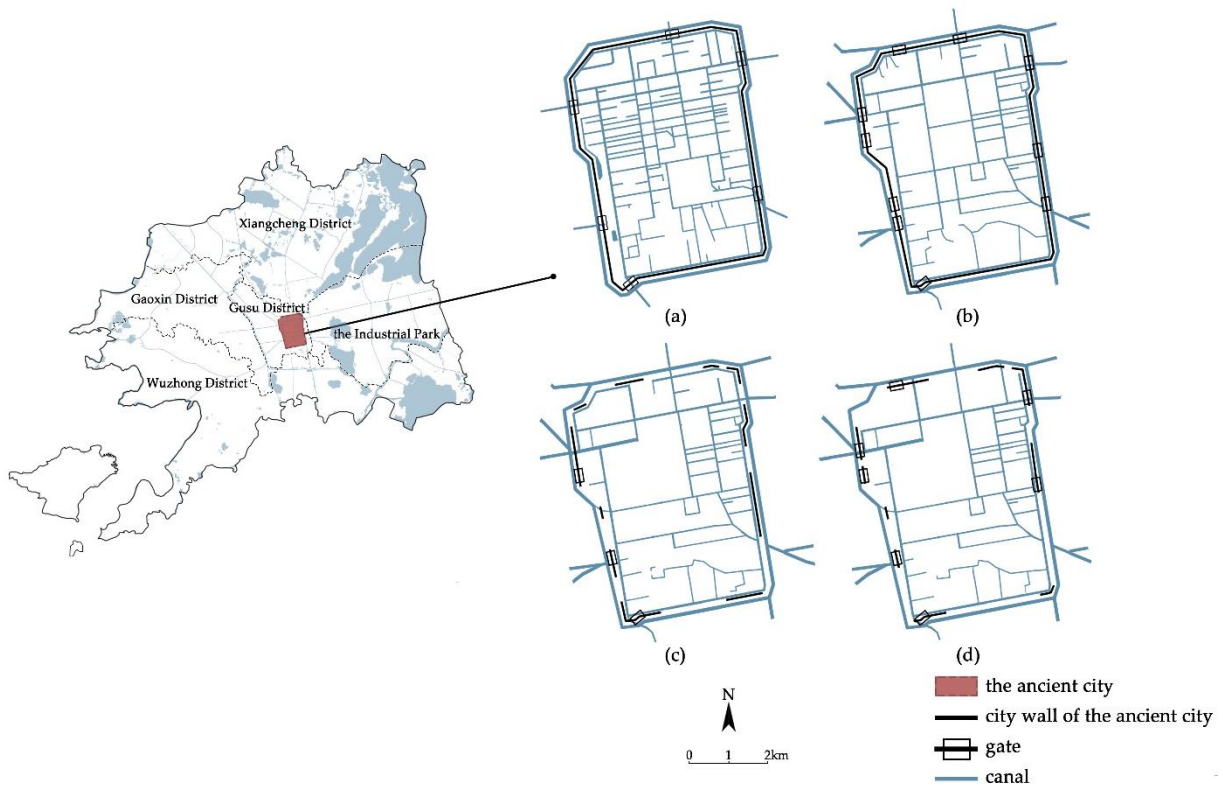 Xiangcheng District
Gaoxin District
Gusu District
the Industrial Park
Wuzhong District
(a)
(b)
(c)
(d)
N
0 1 2km
the ancient city
city wall of the ancient city
gate
canal